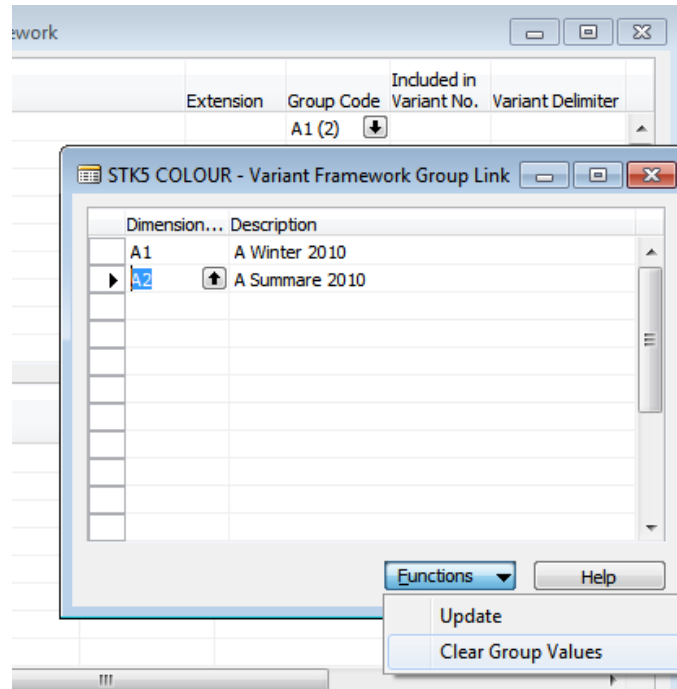 ework
Included in
Extension Group Code Variant No. Variant Delimiter
A1 (2)
STK5 COLOUR - Variant Framework Group Link
Dimension... Description
A1 A Winter 2010
A2 A Summare 2010
Functions Help
Update
Clear Group Values